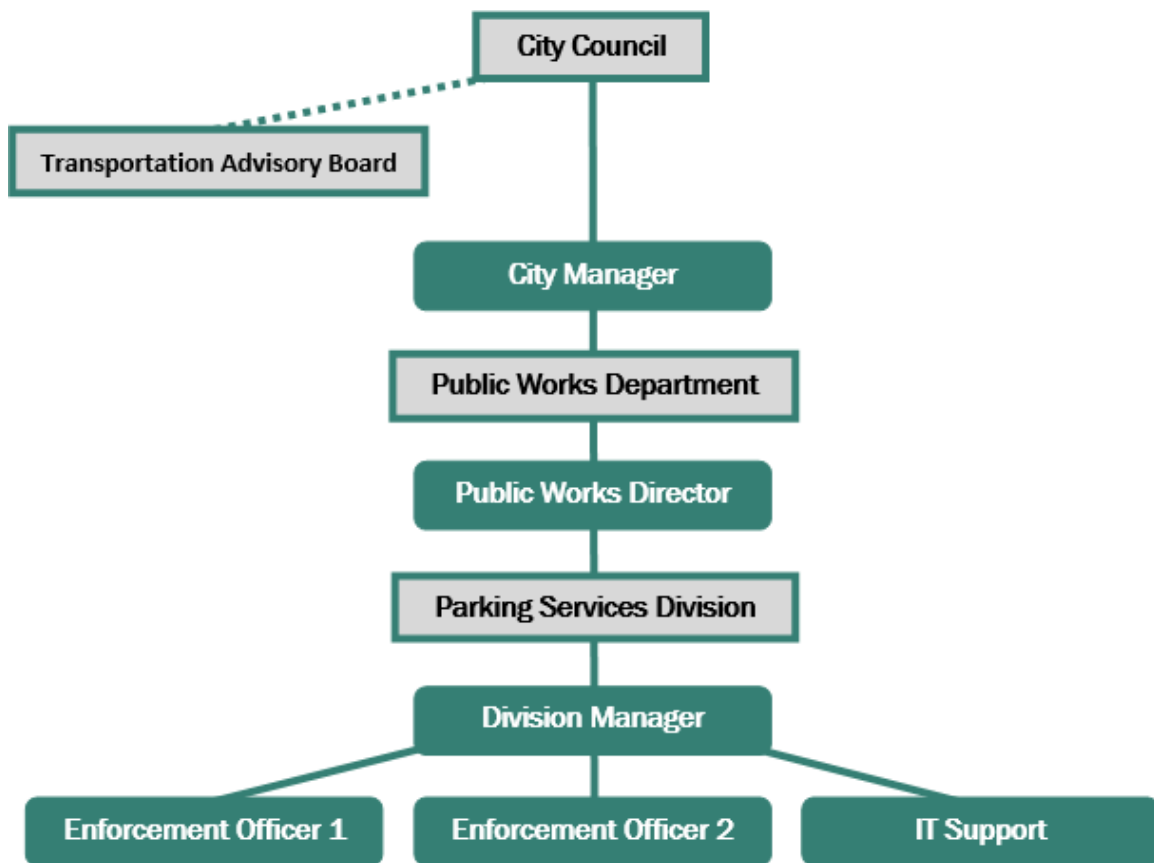 City Council
Transportation Advisory Board
City Manager
Public Works Department
Public Works Director
Parking Services Division
Division Manager
Enforcement Officer 1
Enforcement Officer 2
IT Support